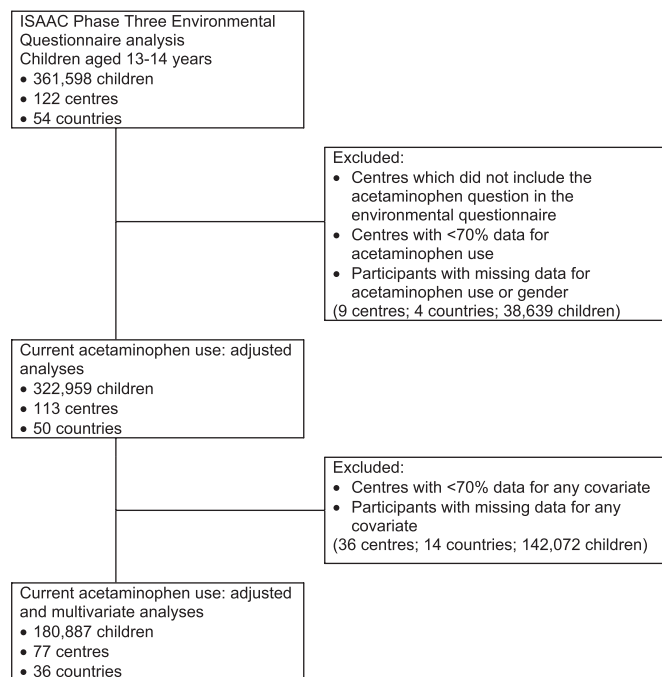 ISAAC Phase Three Environmental
Questionnaire analysis
Children aged 13-14 years
• 361,598 children
• 122 centres
• 54 countries
Excluded:
• Centres which did not include the
acetaminophen question in the
environmental questionnaire
• Centres with <70% data for
acetaminophen use
• Participants with missing data for
acetaminophen use or gender
(9 centres; 4 countries; 38,639 children)
Current acetaminophen use: adjusted
analyses
• 322,959 children
• 113 centres
• 50 countries
Excluded:
• Centres with <70% data for any covariate
• Participants with missing data for any
covariate
(36 centres; 14 countries; 142,072 children)
Current acetaminophen use: adjusted
and multivariate analyses
• 180,887 children
• 77 centres
• 36 countries